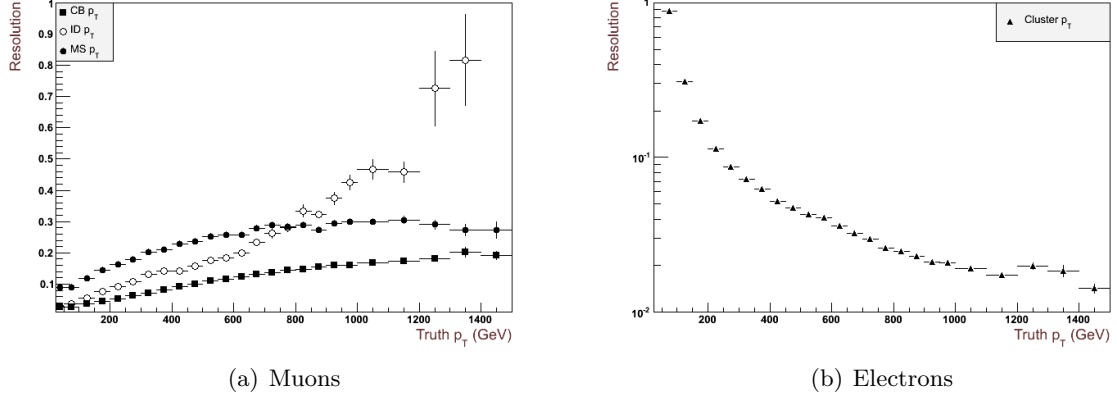 Resolution
CB p_T
ID p_T
MS p_T
1
0.9
0.8
0.7
0.6
0.5
0.4
0.3
0.2
0.1
200 400 600 800 1000 1200 1400
Truth p_T (GeV)
(a) Muons
Resolution
Cluster p_T
1
10^-1
10^-2
200 400 600 800 1000 1200 1400
Truth p_T (GeV)
(b) Electrons